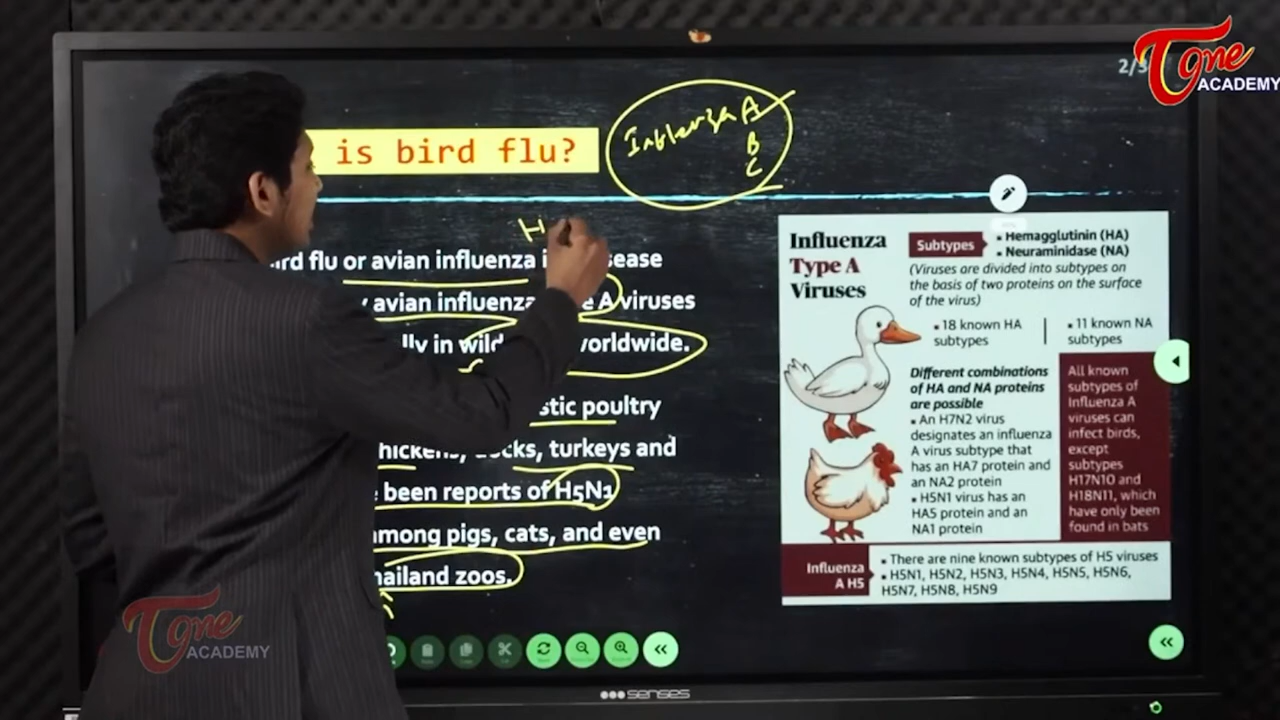 Tone
ACADEMY
2/3
is bird flu?
Influenza A
B
C
H
ird flu or avian influenza i sease
avian influenza e A viruses
lly in wild orldwide.
stic poultry
hickens, cks, turkeys and
been reports of H5N1
among pigs, cats, and even
hailand zoos.
Influenza
Type A
Viruses
Subtypes
▪ Hemagglutinin (HA)
▪ Neuraminidase (NA)
(Viruses are divided into subtypes on
the basis of two proteins on the surface
of the virus)
▪ 18 known HA
subtypes
▪ 11 known NA
subtypes
Different combinations
of HA and NA proteins
are possible
▪ An H7N2 virus
designates an influenza
A virus subtype that
has an HA7 protein and
an NA2 protein
▪ H5N1 virus has an
HA5 protein and an
NA1 protein
All known
subtypes of
Influenza A
viruses can
infect birds,
except
subtypes
H17N10 and
H18N11, which
have only been
found in bats
Influenza
A H5
▪ There are nine known subtypes of H5 viruses
▪ H5N1, H5N2, H5N3, H5N4, H5N5, H5N6,
H5N7, H5N8, H5N9
Tone
ACADEMY
senses